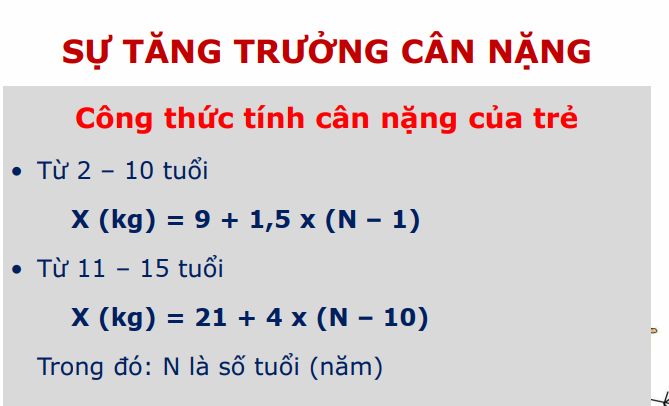 SỰ TĂNG TRƯỞNG CÂN NẶNG
Công thức tính cân nặng của trẻ
• Từ 2 – 10 tuổi
X (kg) = 9 + 1,5 x (N – 1)
• Từ 11 – 15 tuổi
X (kg) = 21 + 4 x (N – 10)
Trong đó: N là số tuổi (năm)